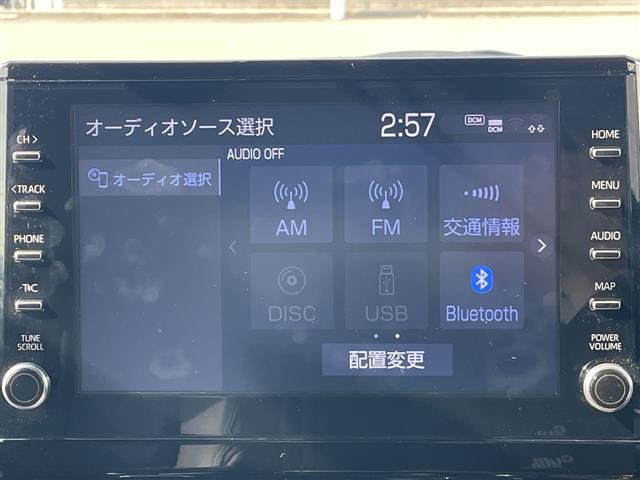 オーディオソース選択 2:57 DCM DCM
AUDIO OFF
オーディオ選択
AM FM 交通情報
DISC USB Bluetooth
配置変更
CH >
< TRACK
PHONE
T&C
TUNE
SCROLL
HOME
MENU
AUDIO
MAP
POWER
VOLUME